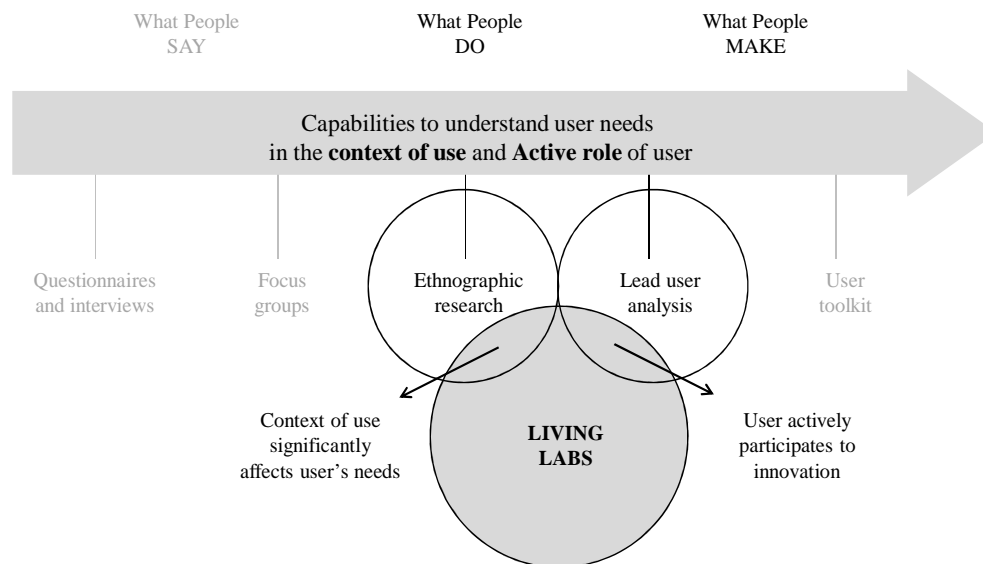 What People
SAY
What People
DO
What People
MAKE
Capabilities to understand user needs
in the context of use and Active role of user
Questionnaires
and interviews
Focus
groups
Ethnographic
research
Lead user
analysis
User
toolkit
Context of use
significantly
affects user’s needs
LIVING
LABS
User actively
participates to
innovation